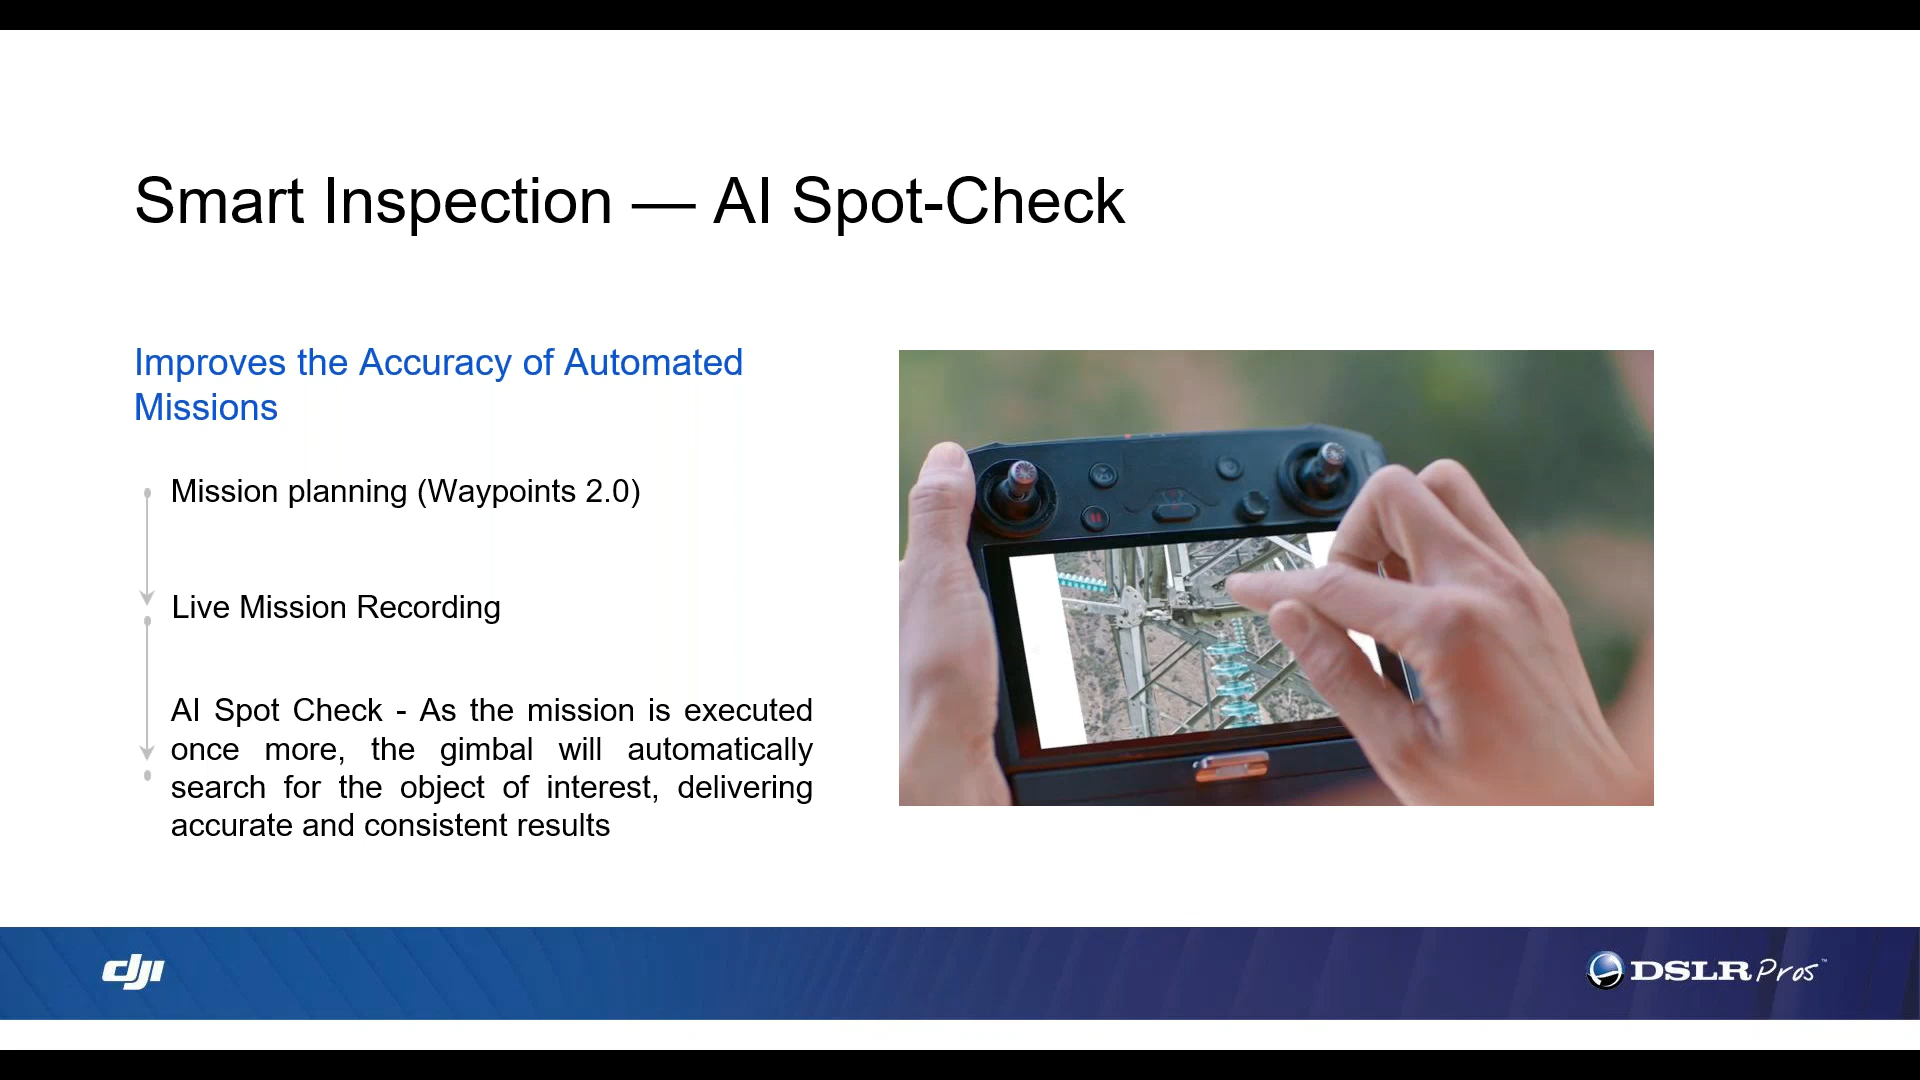 Smart Inspection — AI Spot-Check
Improves the Accuracy of Automated
Missions
Mission planning (Waypoints 2.0)
Live Mission Recording
AI Spot Check - As the mission is executed
once more, the gimbal will automatically
search for the object of interest, delivering
accurate and consistent results
dji
DSLR Pros™